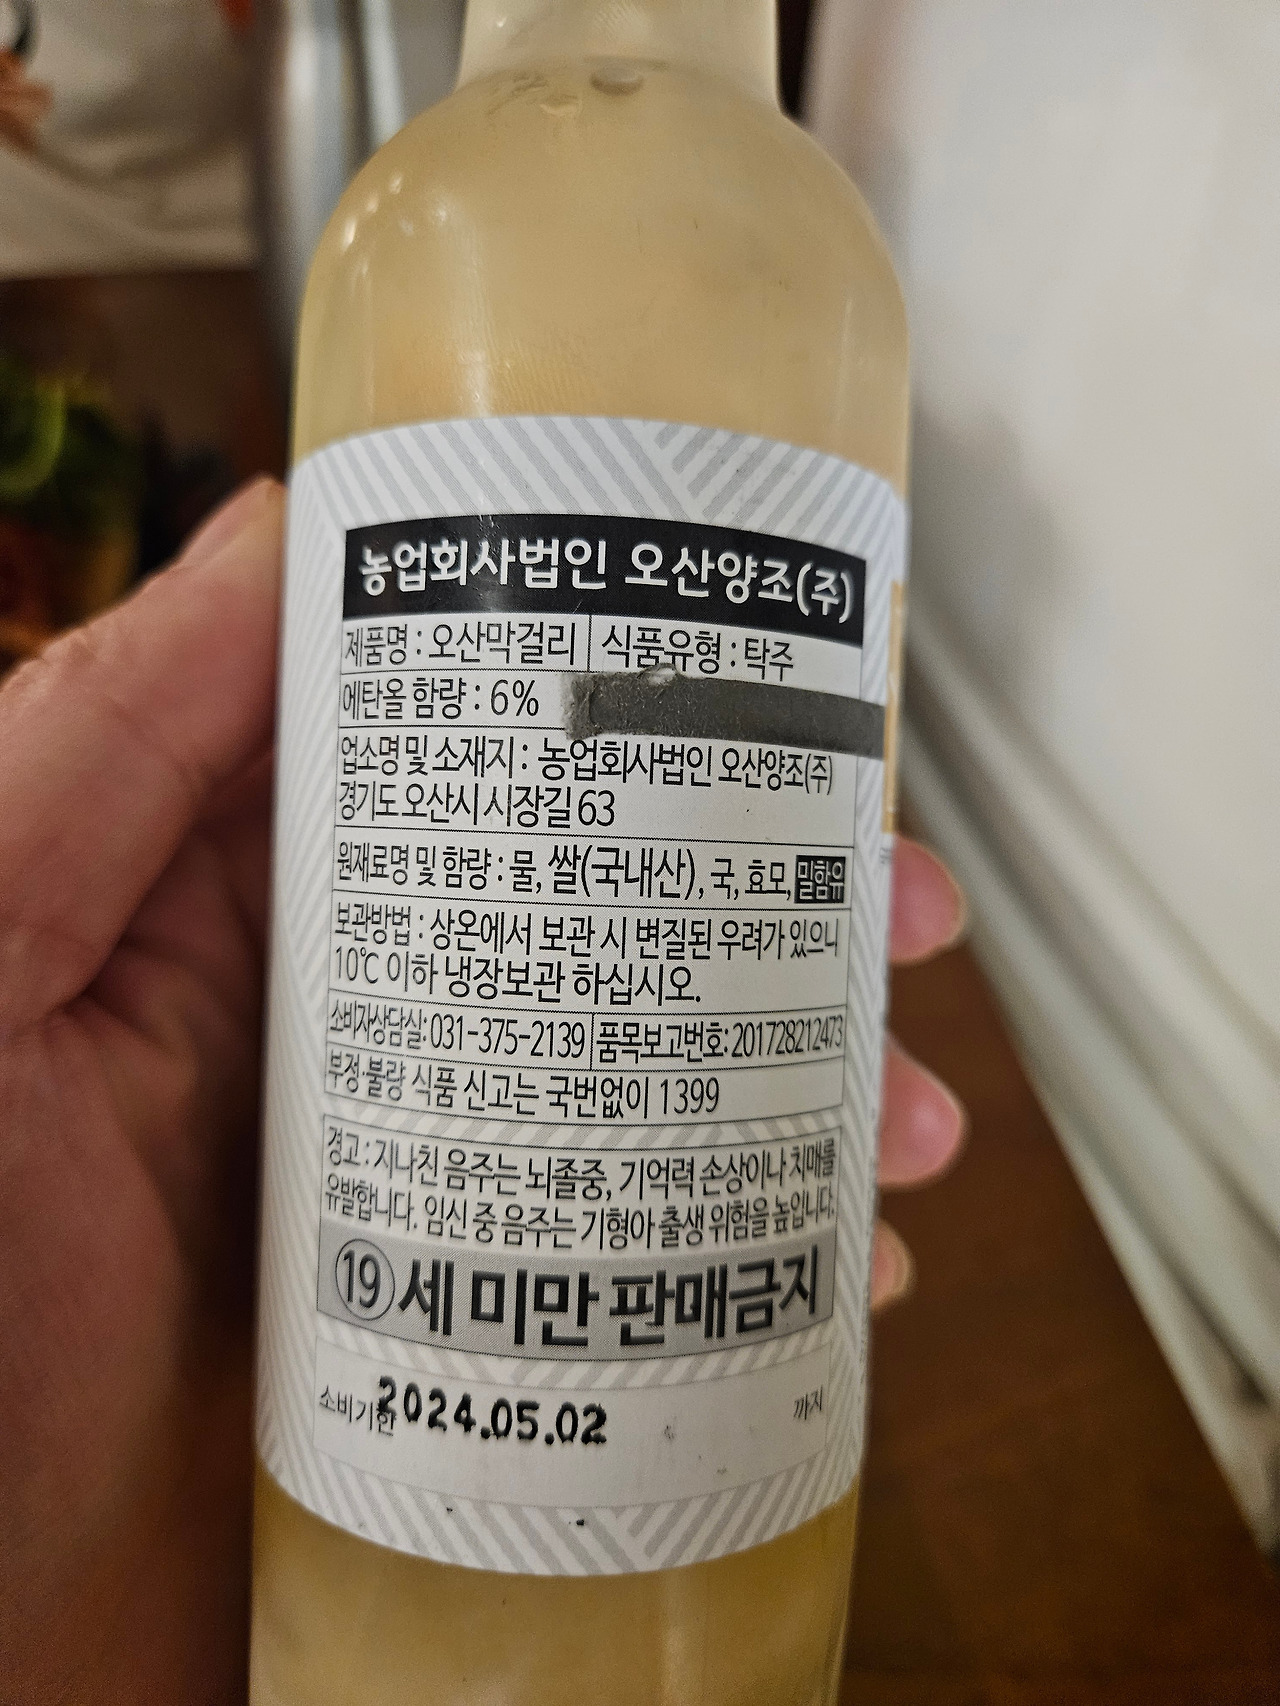 농업회사법인 오산양조(주)
제품명 : 오산막걸리 식품유형 : 탁주
에탄올 함량 : 6%
업소명 및 소재지 : 농업회사법인 오산양조(주)
경기도 오산시 시장길 63
원재료명 및 함량 : 물, 쌀(국내산), 국, 효모, 밀함유
보관방법 : 상온에서 보관 시 변질된 우려가 있으니
10℃ 이하 냉장보관 하십시오.
소비자상담실: 031-375-2139 품목보고번호: 201728212473
부정·불량 식품 신고는 국번없이 1399
경고 : 지나친 음주는 뇌졸중, 기억력 손상이나 치매를
유발합니다. 임신 중 음주는 기형아 출생 위험을 높입니다.
19세 미만 판매금지
소비기한 2024.05.02 까지